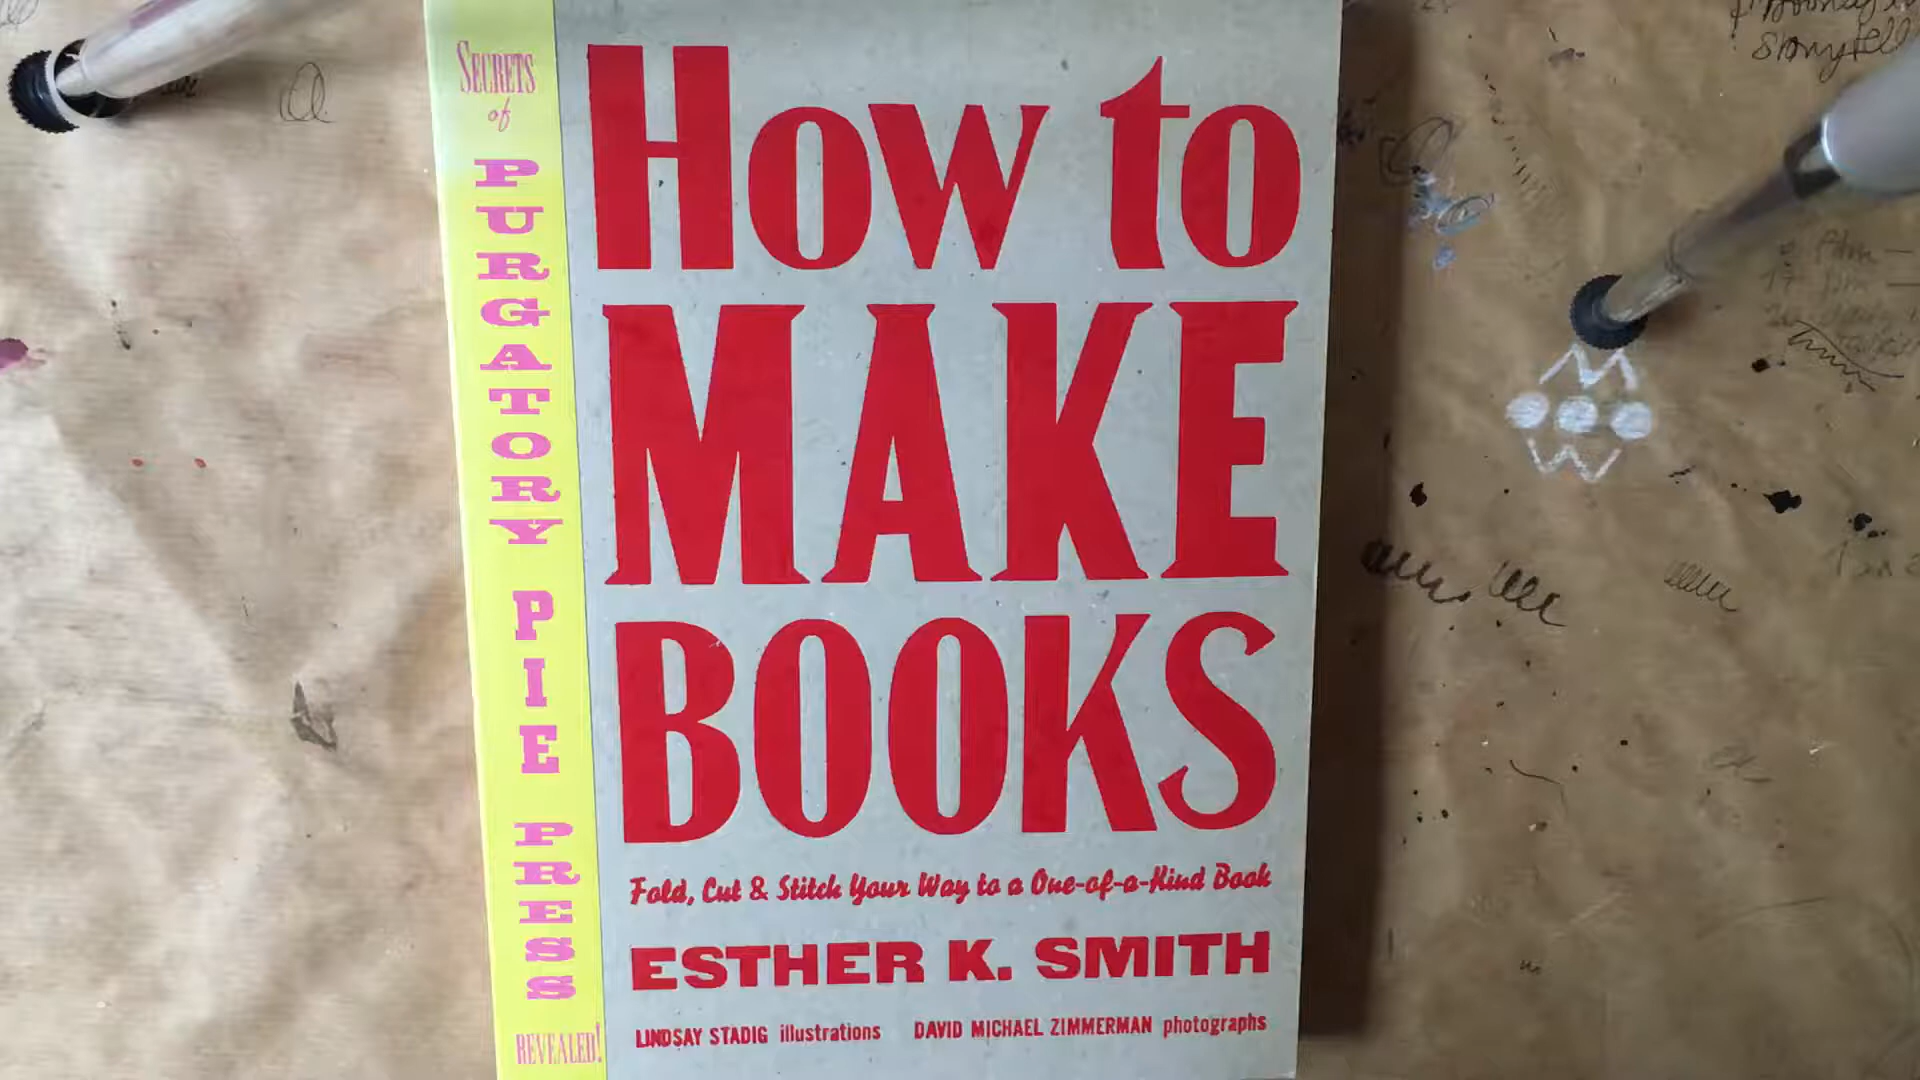 SECRETS
of
PURGATORY PIE PRESS
REVEALED!
HOW TO
MAKE
BOOKS
Fold, Cut & Stitch Your Way to a One-of-a-Kind Book
ESTHER K. SMITH
LINDSAY STADIG illustrations DAVID MICHAEL ZIMMERMAN photographs